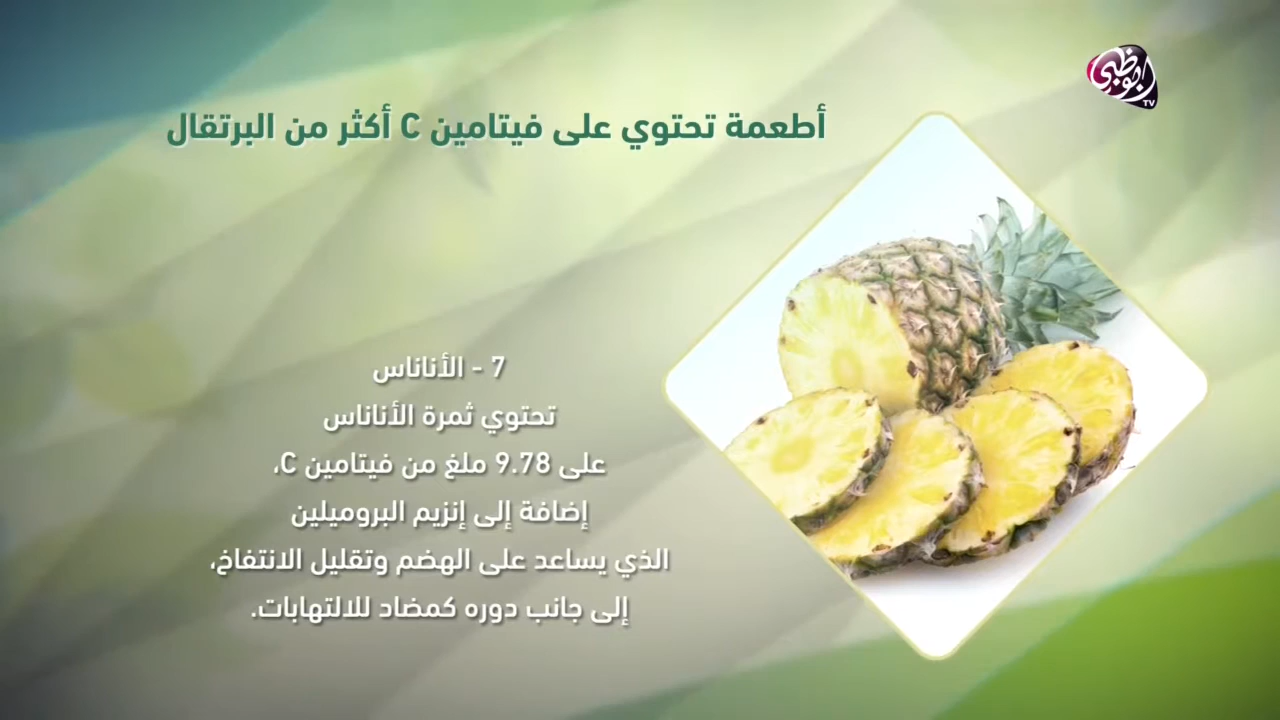 أبوظبي
TV
أطعمة تحتوي على فيتامين C أكثر من البرتقال
7 - الأناناس
تحتوي ثمرة الأناناس
على 9.78 ملغ من فيتامين C،
إضافة إلى إنزيم البروميلين
الذي يساعد على الهضم وتقليل الانتفاخ،
إلى جانب دوره كمضاد للالتهابات.